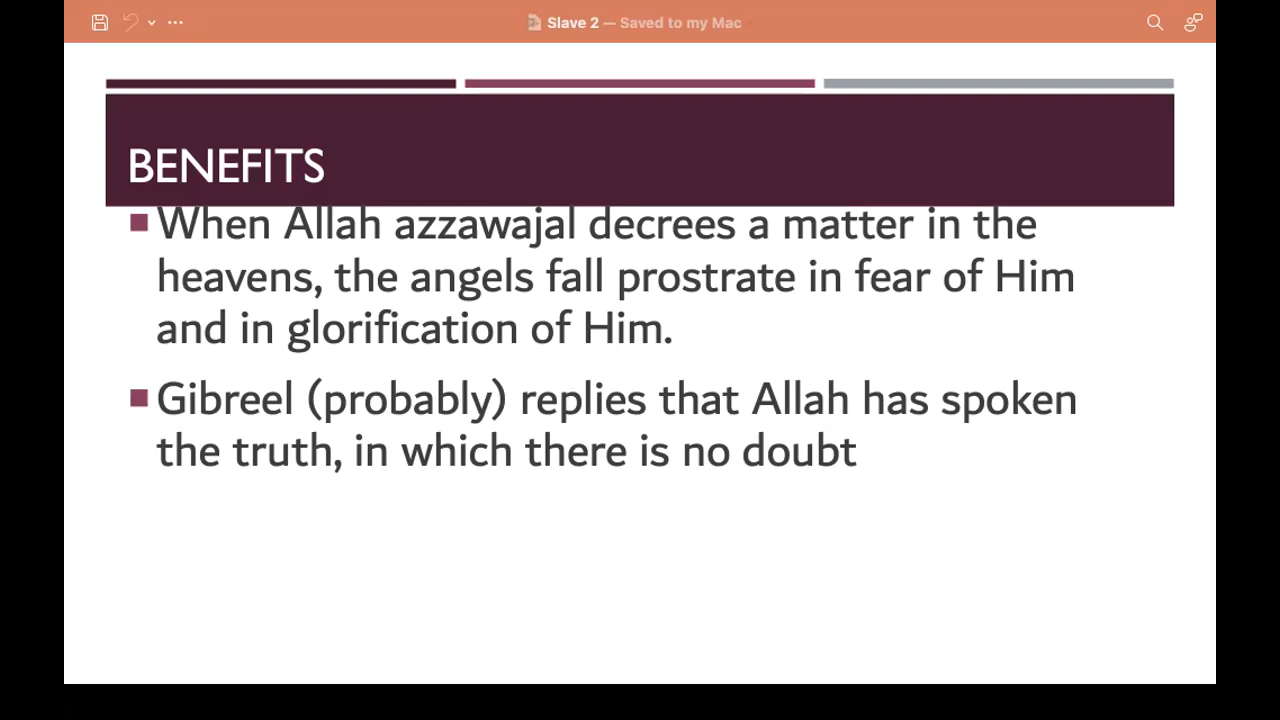 Slave 2 — Saved to my Mac
BENEFITS
When Allah azzawajal decrees a matter in the
heavens, the angels fall prostrate in fear of Him
and in glorification of Him.
Gibreel (probably) replies that Allah has spoken
the truth, in which there is no doubt